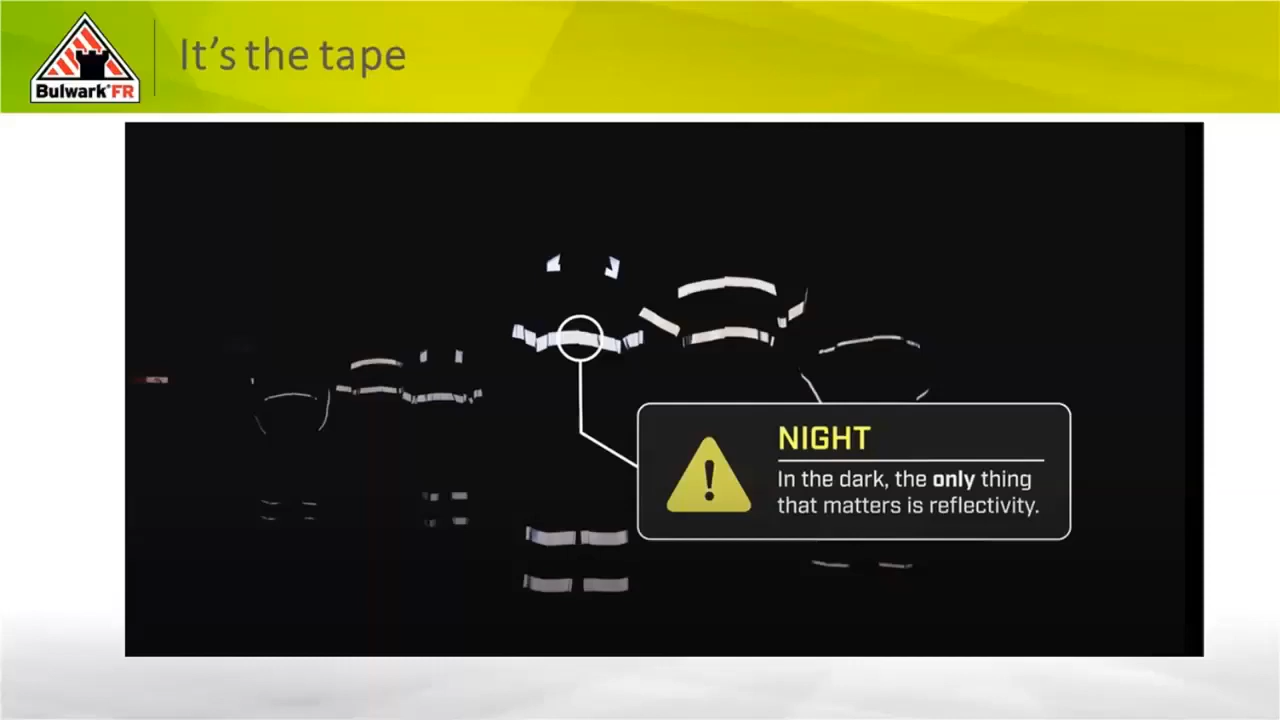 It's the tape
Bulwark®FR
NIGHT
In the dark, the only thing
that matters is reflectivity.